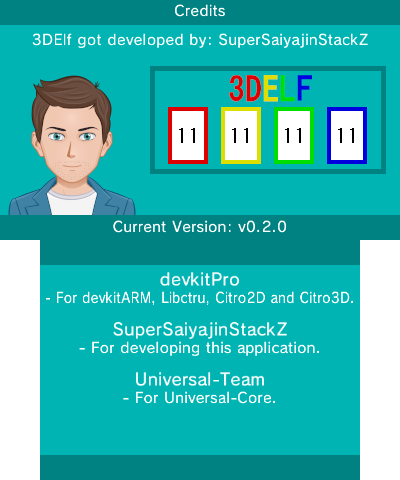 Credits
3DElf got developed by: SuperSaiyajinStackZ
3DELF
11 11 11 11
Current Version: v0.2.0
devkitPro
- For devkitARM, Libctru, Citro2D and Citro3D.
SuperSaiyajinStackZ
- For developing this application.
Universal-Team
- For Universal-Core.